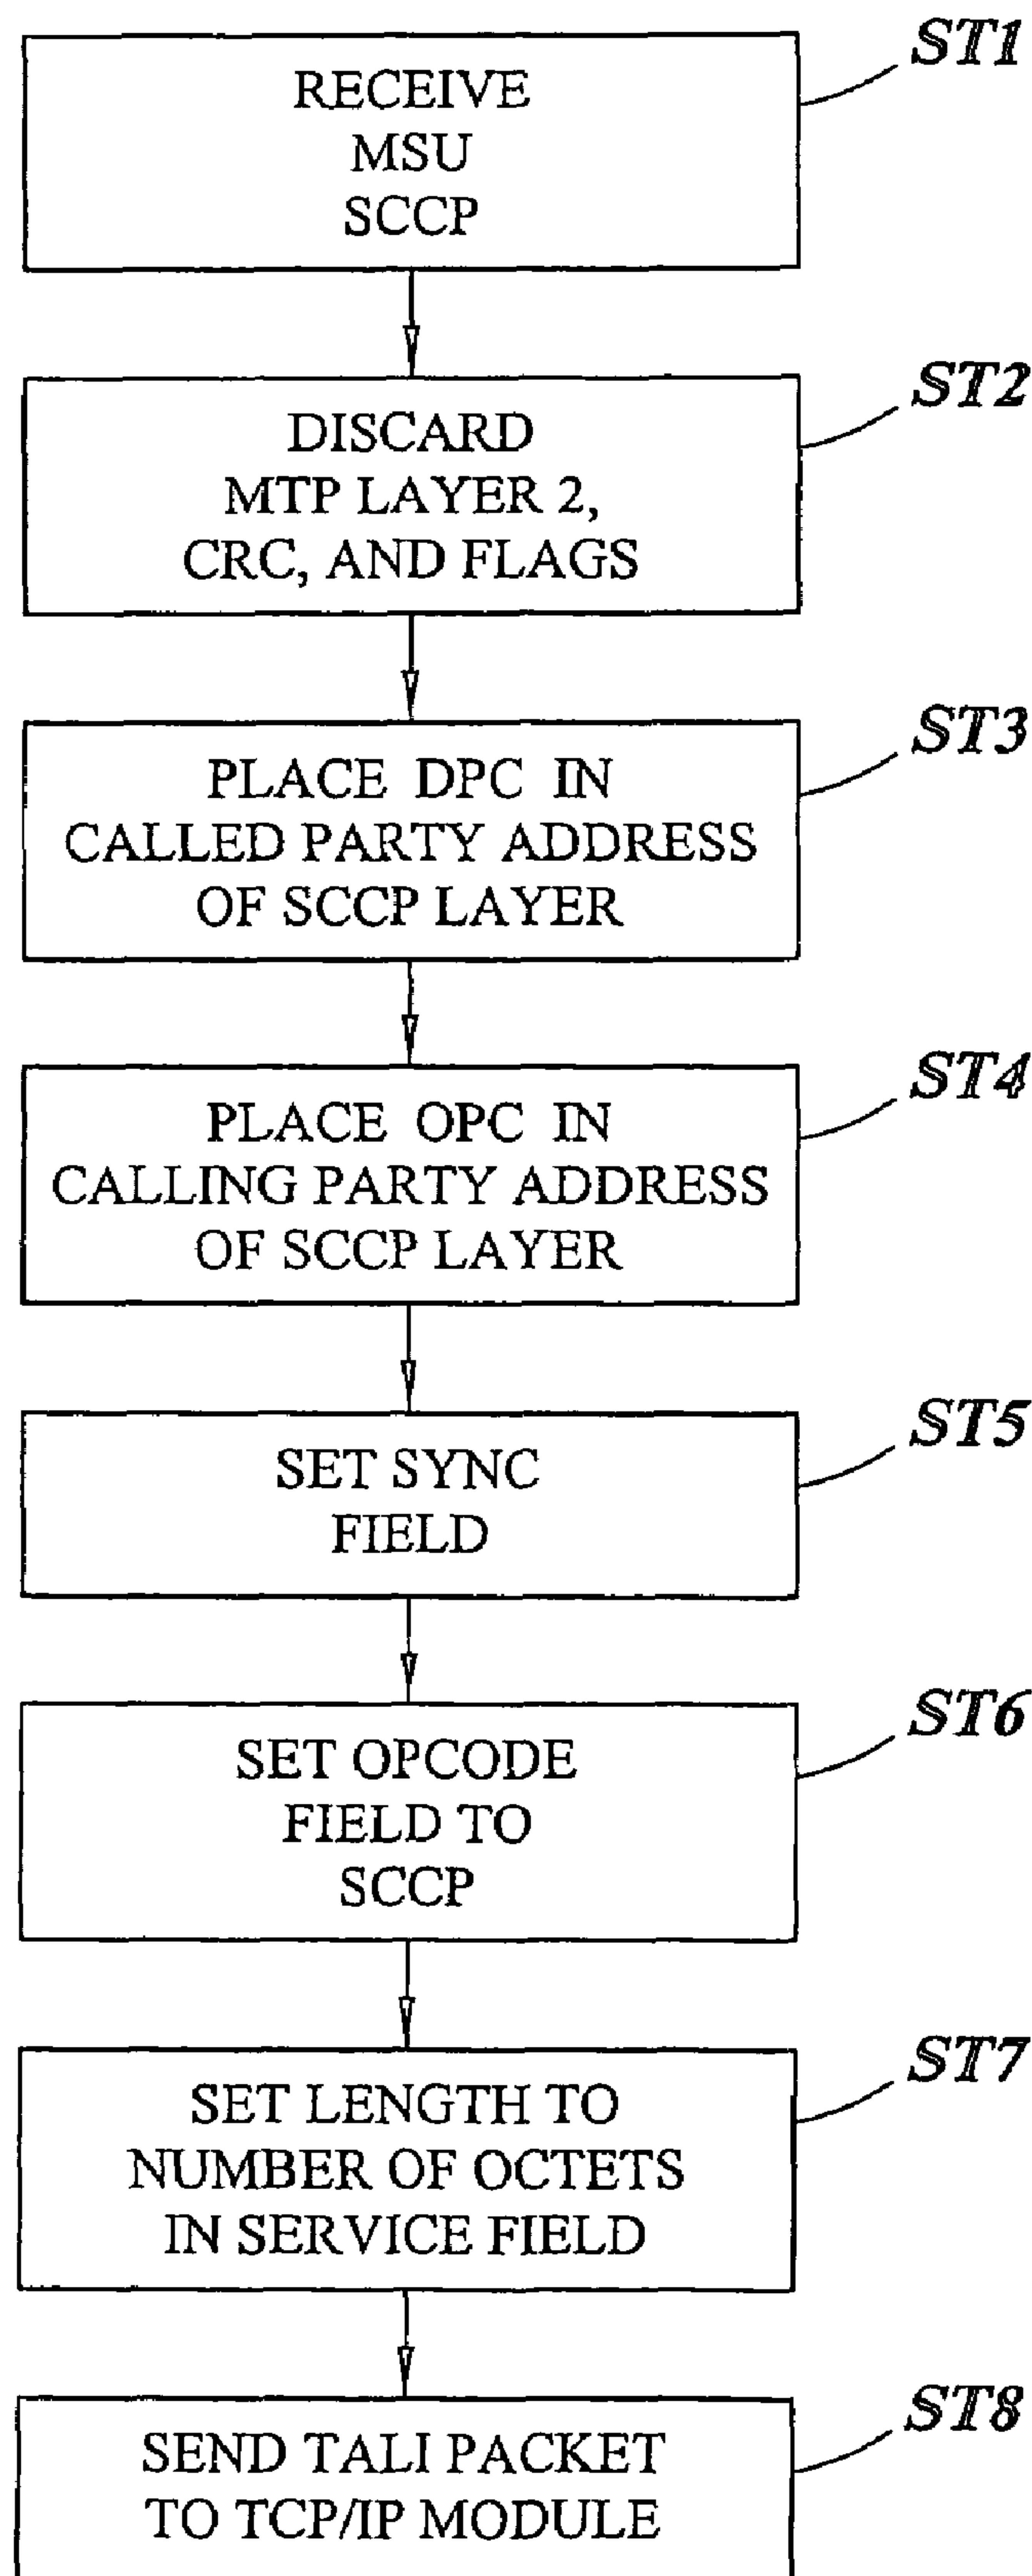 ST1
RECEIVE
MSU
SCCP
ST2
DISCARD
MTP LAYER 2,
CRC, AND FLAGS
ST3
PLACE DPC IN
CALLED PARTY ADDRESS
OF SCCP LAYER
ST4
PLACE OPC IN
CALLING PARTY ADDRESS
OF SCCP LAYER
ST5
SET SYNC
FIELD
ST6
SET OPCODE
FIELD TO
SCCP
ST7
SET LENGTH TO
NUMBER OF OCTETS
IN SERVICE FIELD
ST8
SEND TALI PACKET
TO TCP/IP MODULE